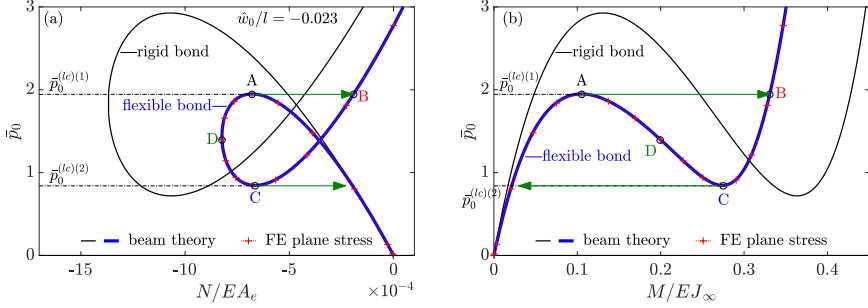 (a)
ŵ₀/l = −0.023
3
rigid bond
p̄₀^(lc)(1)
A
2
B
flexible bond
p̄₀
D
1
p̄₀^(lc)(2)
C
beam theory
FE plane stress
0
-15
-10
-5
0
N/EA_e
×10⁻⁴
(b)
3
rigid bond
p̄₀^(lc)(1)
A
2
B
p̄₀
flexible bond
D
1
p̄₀^(lc)(2)
C
beam theory
FE plane stress
0
0
0.1
0.2
0.3
0.4
M/EJ_∞